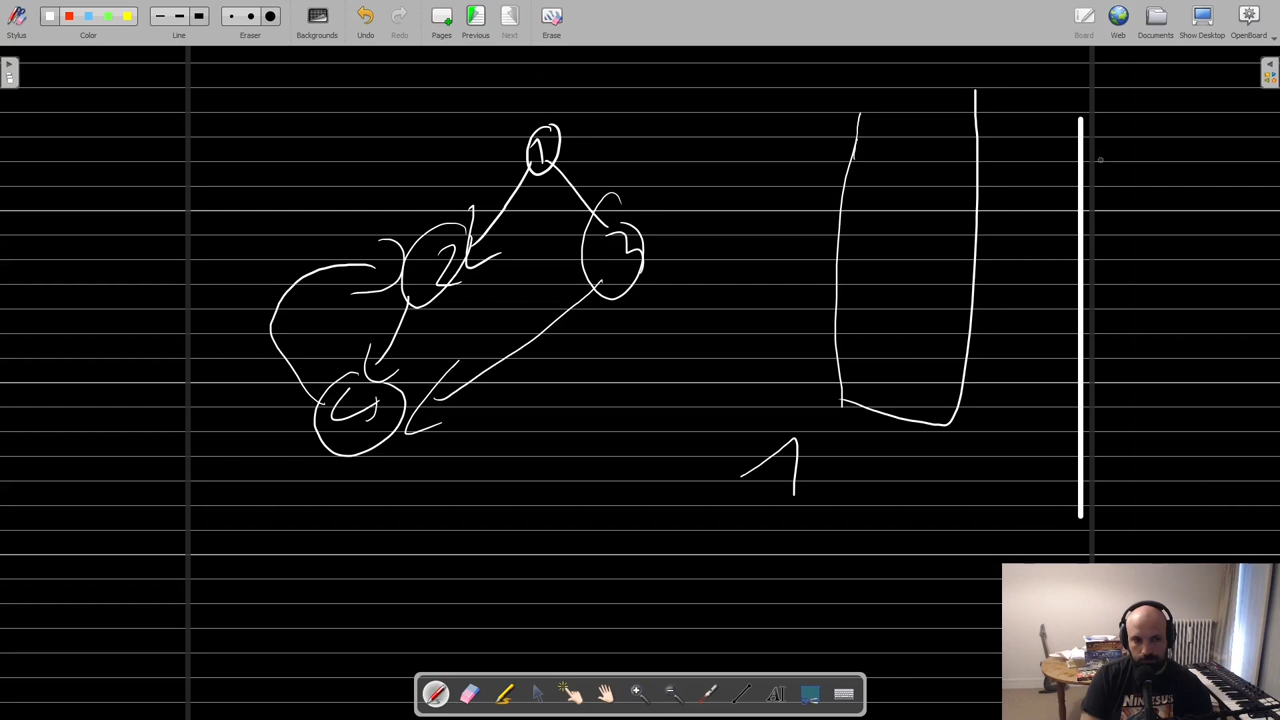 Stylus
Color
Line
Eraser
Backgrounds
Undo
Redo
Pages
Previous
Next
Erase
Board
Web
Documents
Show Desktop
OpenBoard
1
2
3
4
1
AI